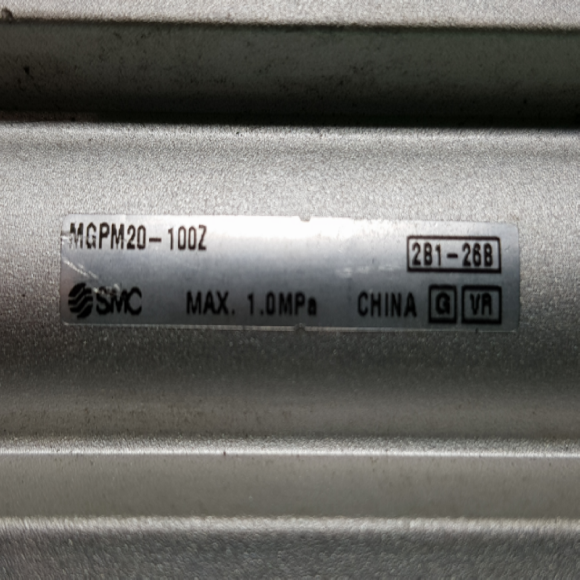 MGPM20-100Z 2B1-26B
SMC MAX. 1.0MPa CHINA G VR